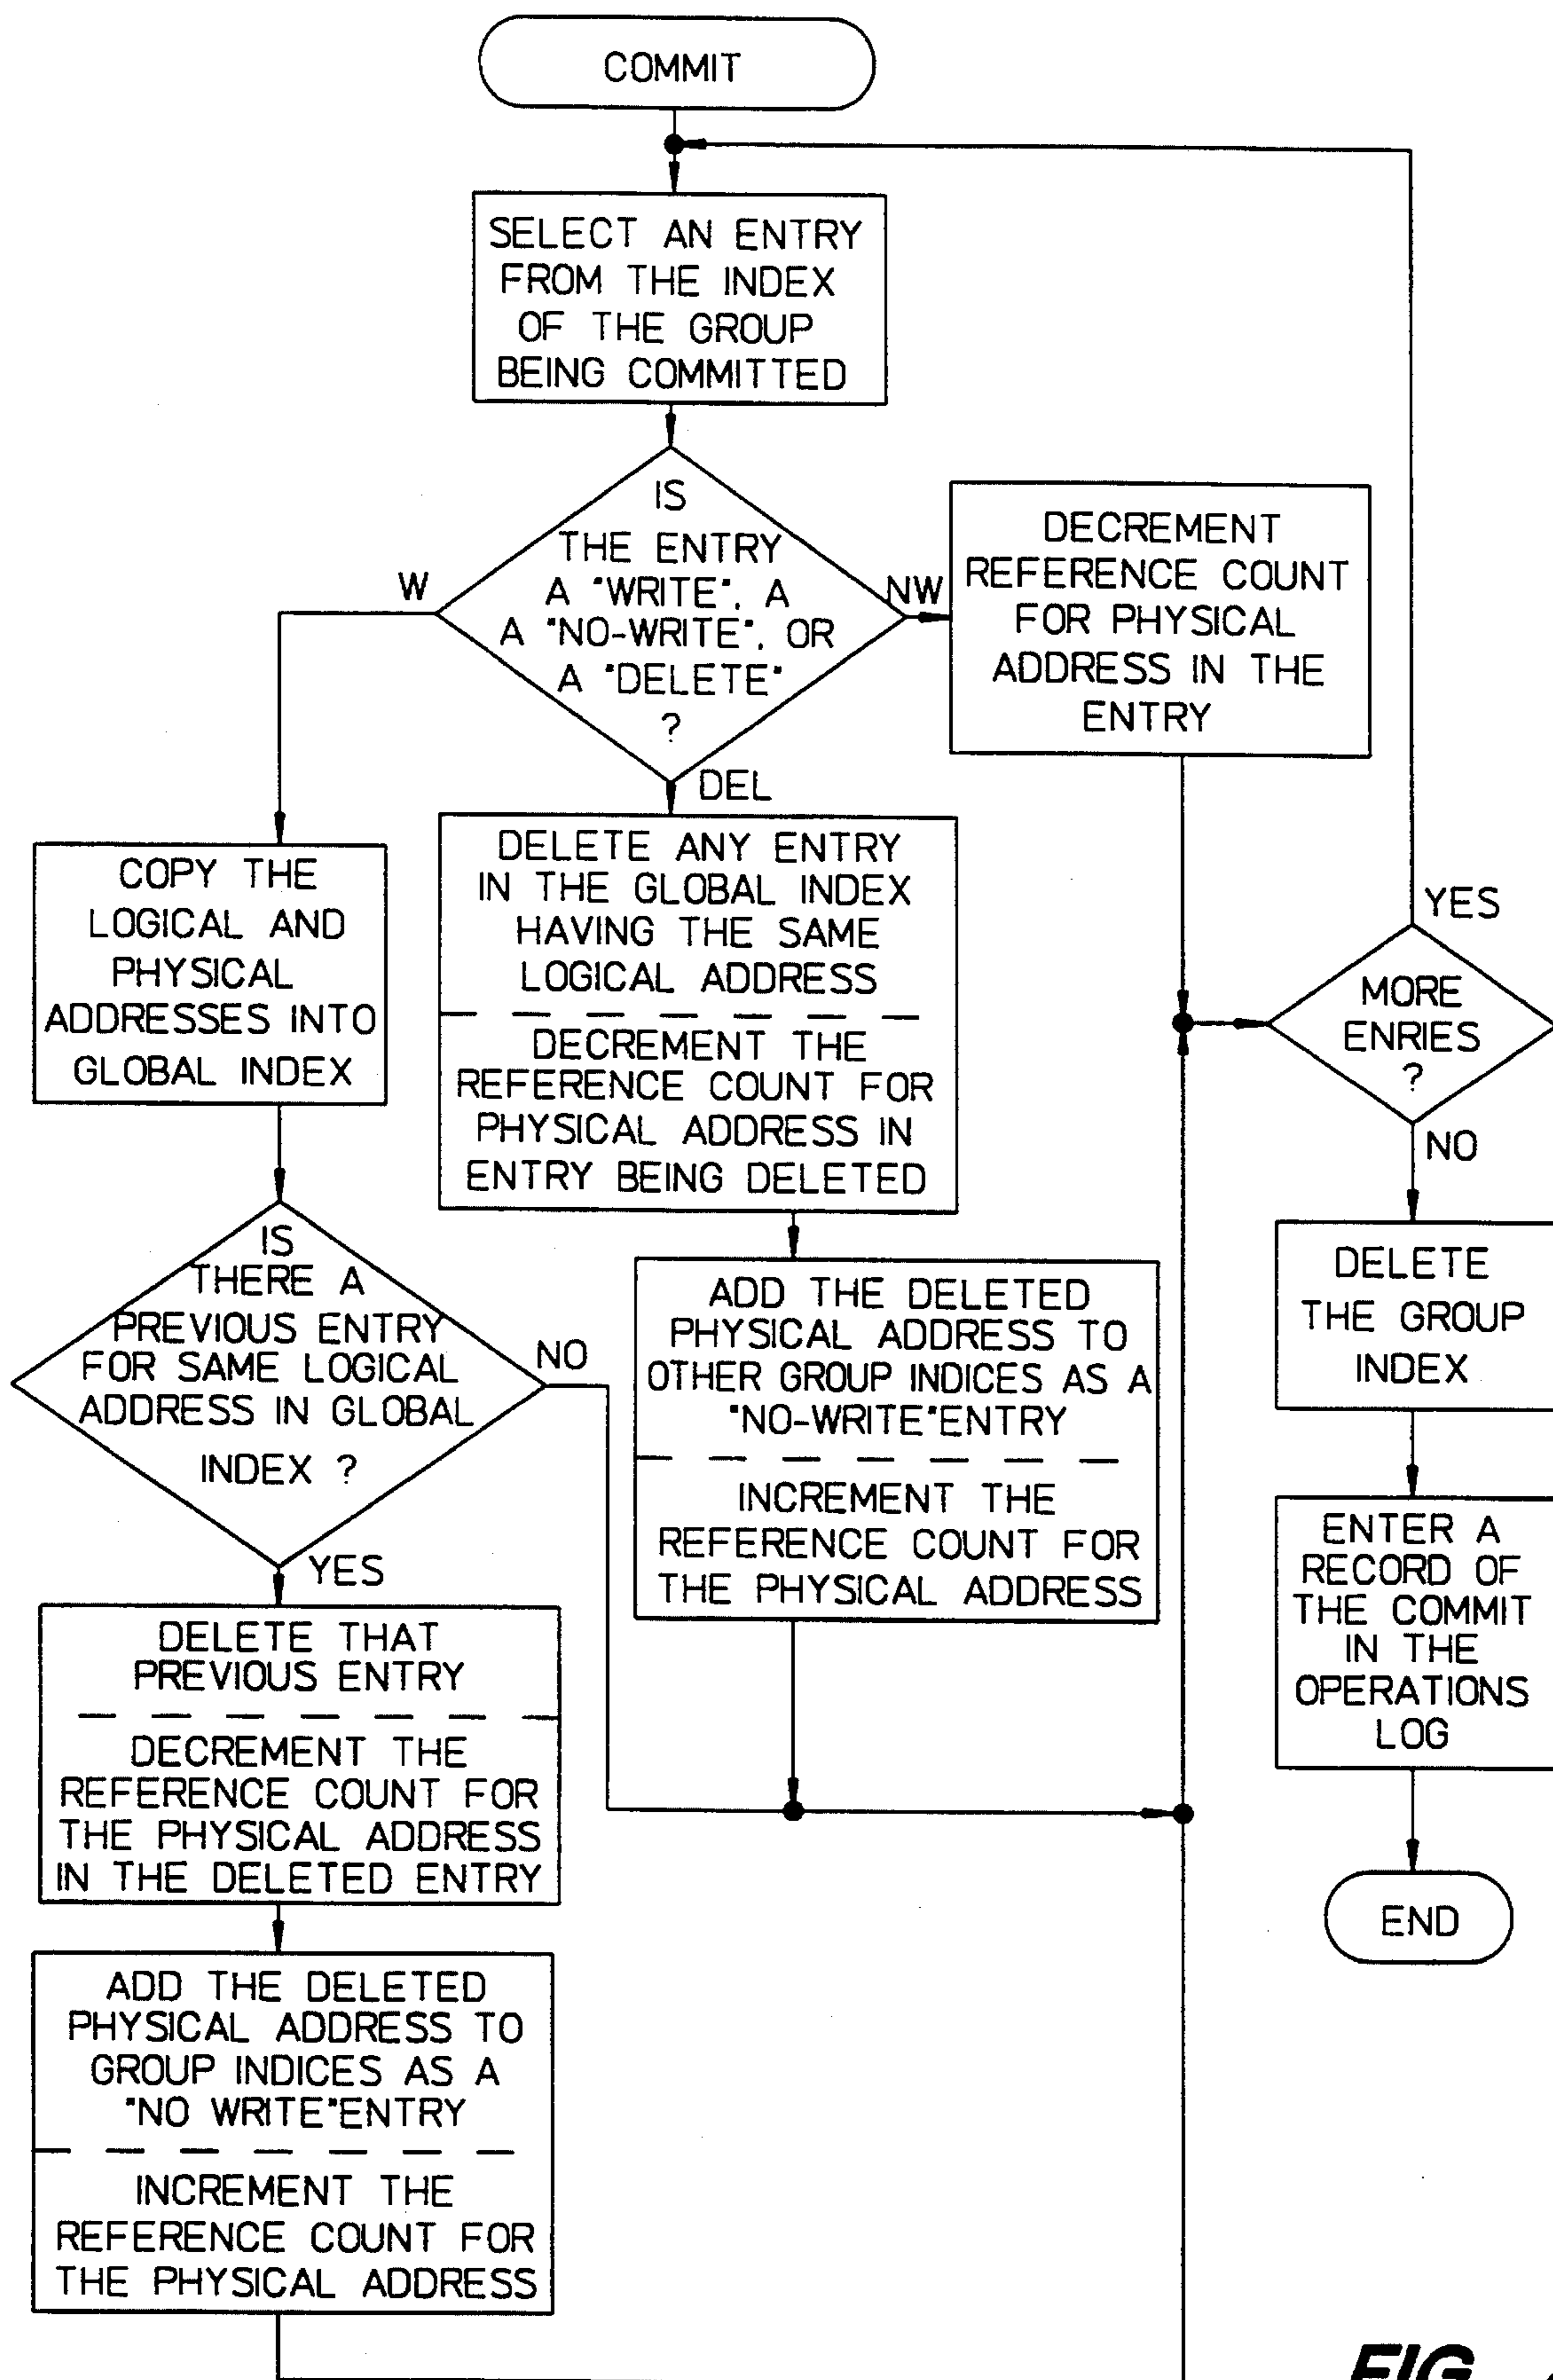 COMMIT
SELECT AN ENTRY
FROM THE INDEX
OF THE GROUP
BEING COMMITTED
IS
THE ENTRY
A "WRITE", A
A "NO-WRITE", OR
A "DELETE"
?
W
NW
DEL
DECREMENT
REFERENCE COUNT
FOR PHYSICAL
ADDRESS IN THE
ENTRY
COPY THE
LOGICAL AND
PHYSICAL
ADDRESSES INTO
GLOBAL INDEX
DELETE ANY ENTRY
IN THE GLOBAL INDEX
HAVING THE SAME
LOGICAL ADDRESS
DECREMENT THE
REFERENCE COUNT FOR
PHYSICAL ADDRESS IN
ENTRY BEING DELETED
YES
MORE
ENRIES
?
NO
IS
THERE A
PREVIOUS ENTRY
FOR SAME LOGICAL
ADDRESS IN GLOBAL
INDEX ?
NO
YES
ADD THE DELETED
PHYSICAL ADDRESS TO
OTHER GROUP INDICES AS A
"NO-WRITE"ENTRY
INCREMENT THE
REFERENCE COUNT FOR
THE PHYSICAL ADDRESS
DELETE
THE GROUP
INDEX
ENTER A
RECORD OF
THE COMMIT
IN THE
OPERATIONS
LOG
END
DELETE THAT
PREVIOUS ENTRY
DECREMENT THE
REFERENCE COUNT FOR
THE PHYSICAL ADDRESS
IN THE DELETED ENTRY
ADD THE DELETED
PHYSICAL ADDRESS TO
GROUP INDICES AS A
"NO WRITE"ENTRY
INCREMENT THE
REFERENCE COUNT FOR
THE PHYSICAL ADDRESS
FIG